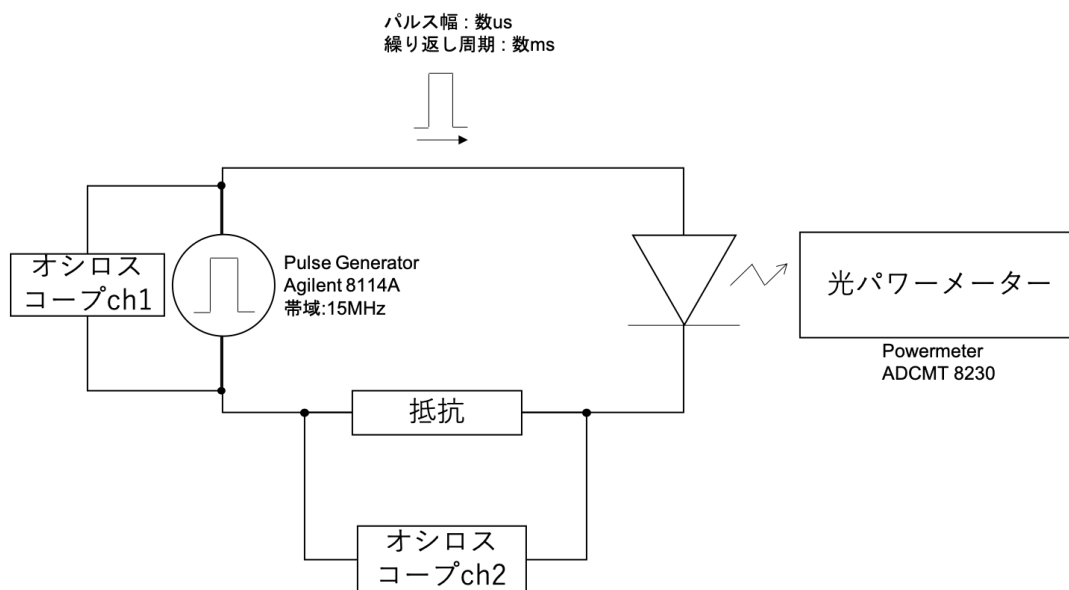 パルス幅 : 数us
繰り返し周期 : 数ms
オシロス
コープch1
Pulse Generator
Agilent 8114A
帯域:15MHz
光パワーメーター
Powermeter
ADCMT 8230
抵抗
オシロス
コープch2